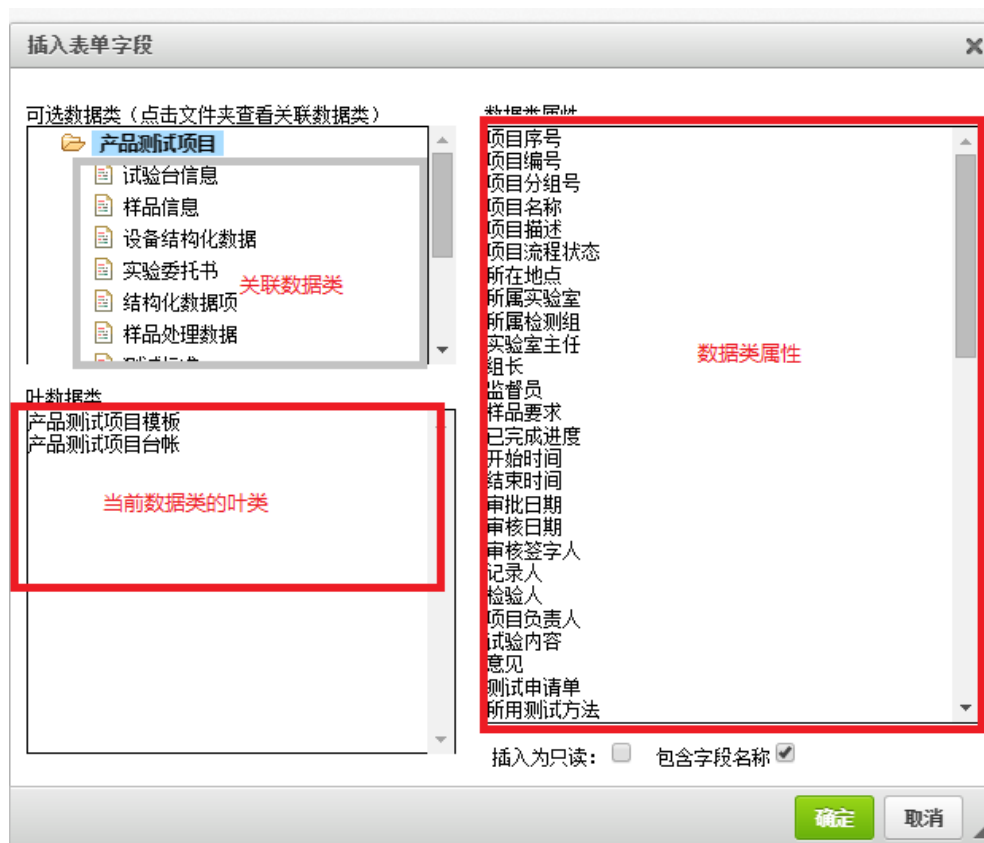 插入表单字段
可选数据类（点击文件夹查看关联数据类）
产品测试项目
试验台信息
样品信息
设备结构化数据
实验委托书
关联数据类
结构化数据项
样品处理数据
叶数据类
产品测试项目模板
产品测试项目台帐
当前数据类的叶类
数据类属性
项目序号
项目编号
项目分组号
项目名称
项目描述
项目流程状态
所在地点
所属实验室
所属检测组
实验室主任
数据类属性
组长
监督员
样品要求
已完成进度
开始时间
结束时间
审批日期
审核日期
审核签字人
记录人
检验人
项目负责人
试验内容
意见
测试申请单
所用测试方法
插入为只读： 包含字段名称
确定 取消